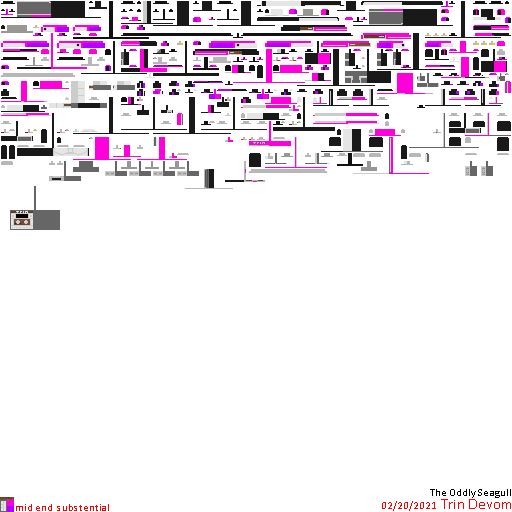 The Oddly Seagull
02/20/2021 Trin Devom
mid end substential